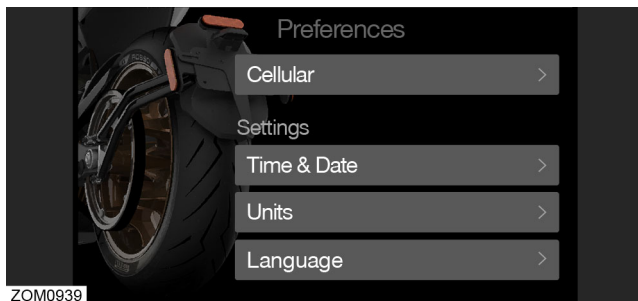 Preferences
Cellular
Settings
Time & Date
Units
Language
ZOM0939